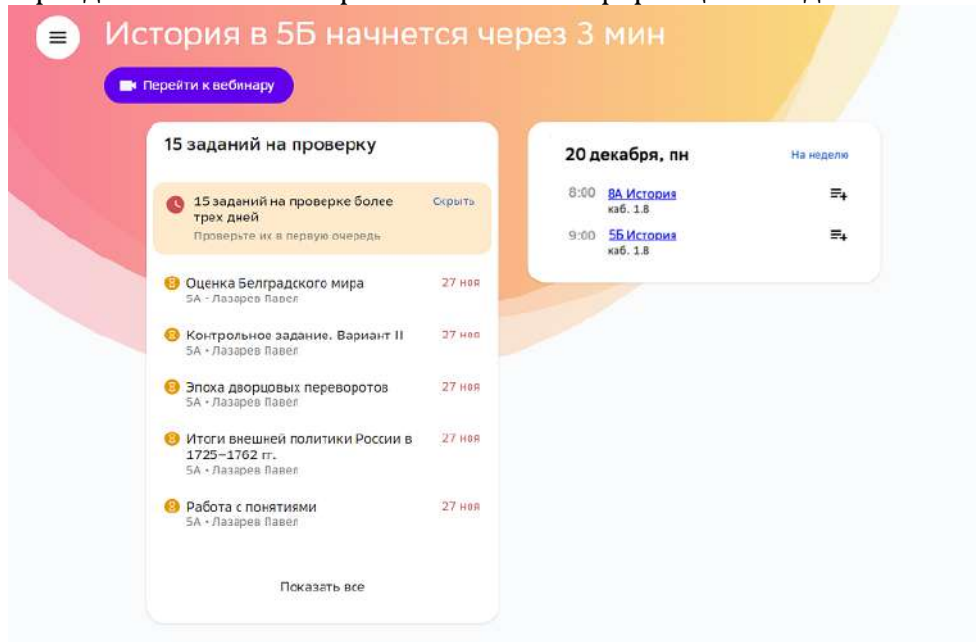 История в 5Б начнется через 3 мин
Перейти к вебинару
15 заданий на проверку
15 заданий на проверке более
трех дней
Скрыть
Проверьте их в первую очередь
Оценка Белградского мира
27 ноя
5А • Лазарев Павел
Контрольное задание. Вариант II
27 ноя
5А • Лазарев Павел
Эпоха дворцовых переворотов
27 ноя
5А • Лазарев Павел
Итоги внешней политики России в
1725–1762 гг.
27 ноя
5А • Лазарев Павел
Работа с понятиями
27 ноя
5А • Лазарев Павел
Показать все
20 декабря, пн
На неделю
8:00 8А История
каб. 1.8
9:00 5Б История
каб. 1.8